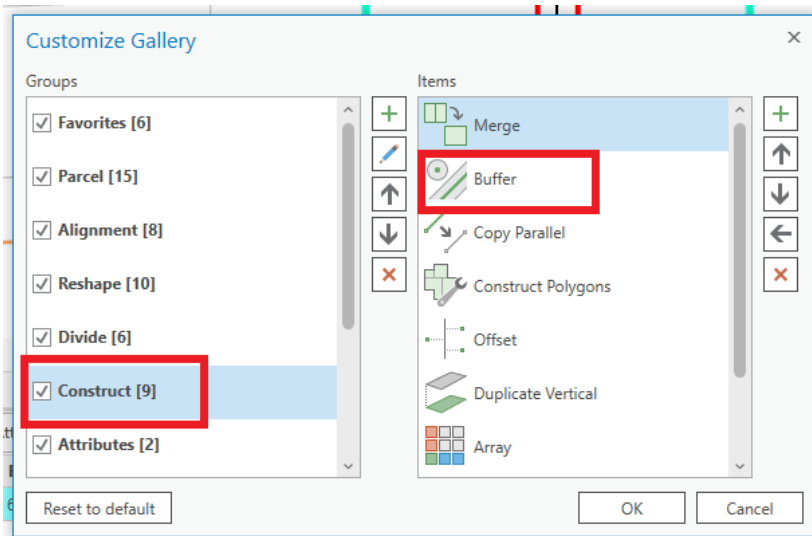 Customize Gallery
Groups
Items
Favorites [6]
Parcel [15]
Alignment [8]
Reshape [10]
Divide [6]
Construct [9]
Attributes [2]
Merge
Buffer
Copy Parallel
Construct Polygons
Offset
Duplicate Vertical
Array
Reset to default
OK
Cancel